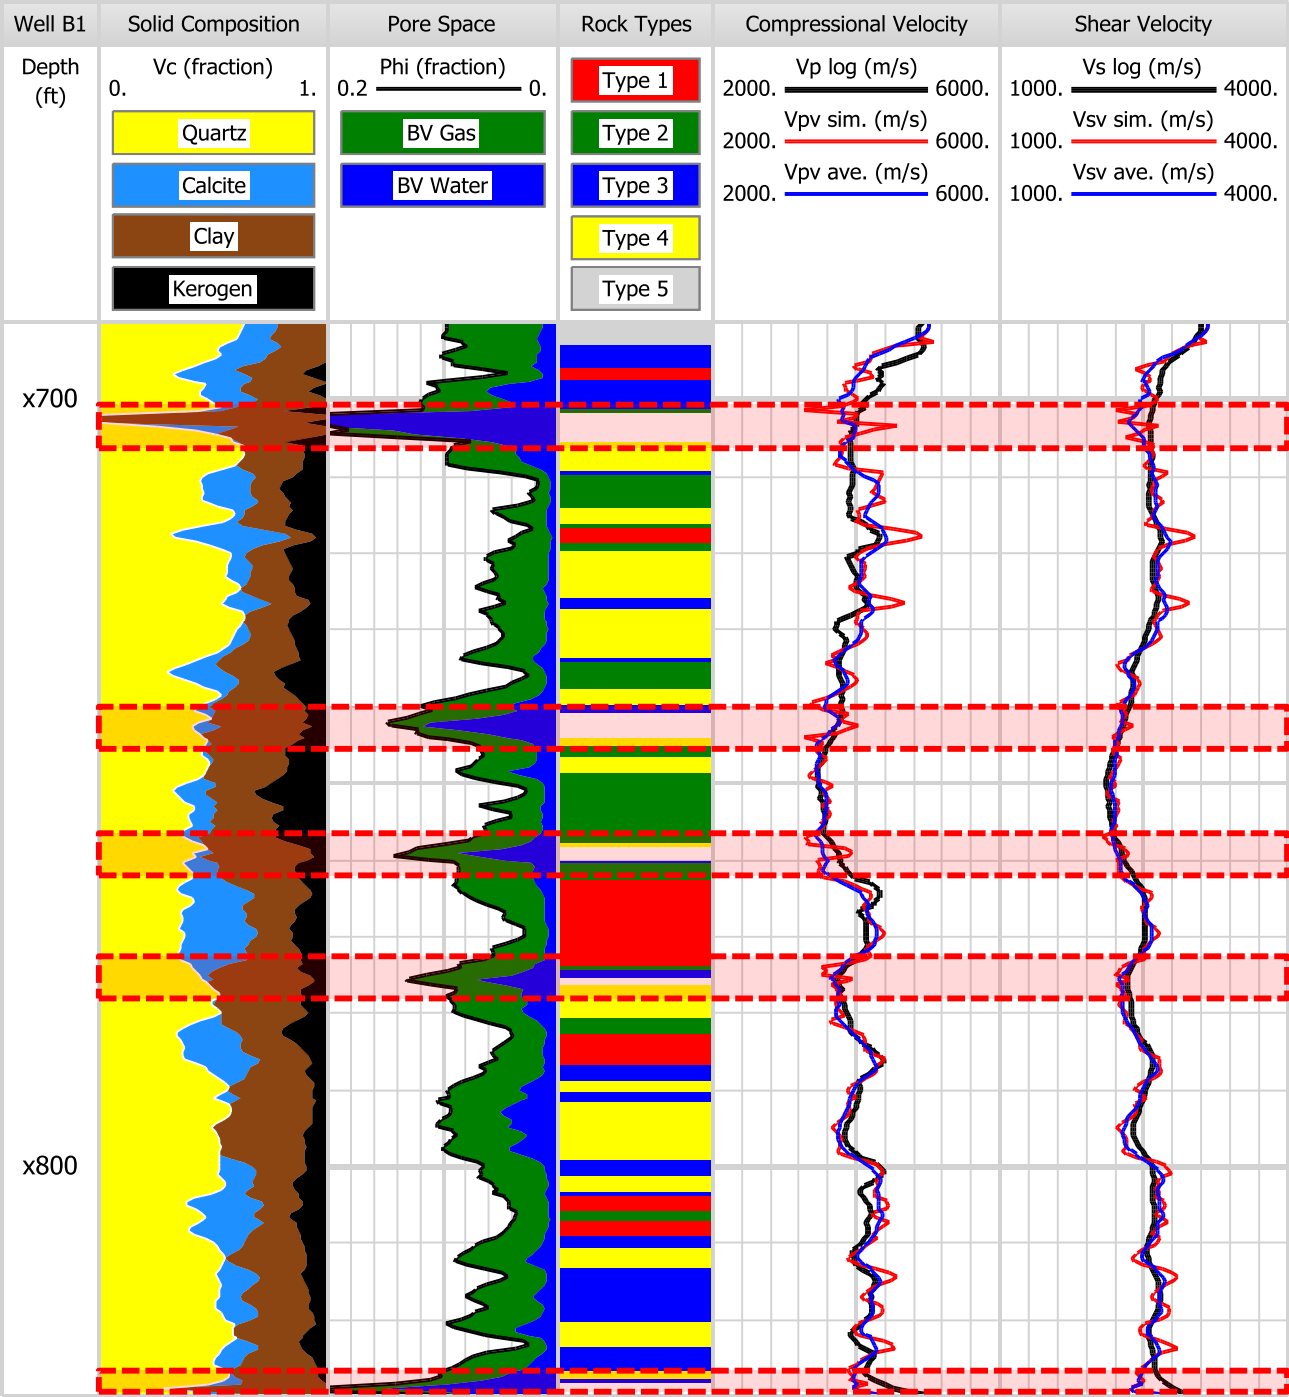 Well B1 Solid Composition Pore Space Rock Types Compressional Velocity Shear Velocity
Depth
(ft)
Vc (fraction)
0. 1.
Quartz
Calcite
Clay
Kerogen
Phi (fraction)
0.2 0.
BV Gas
BV Water
Type 1
Type 2
Type 3
Type 4
Type 5
Vp log (m/s)
2000. 6000.
Vpv sim. (m/s)
2000. 6000.
Vpv ave. (m/s)
2000. 6000.
Vs log (m/s)
1000. 4000.
Vsv sim. (m/s)
1000. 4000.
Vsv ave. (m/s)
1000. 4000.
x700
x800